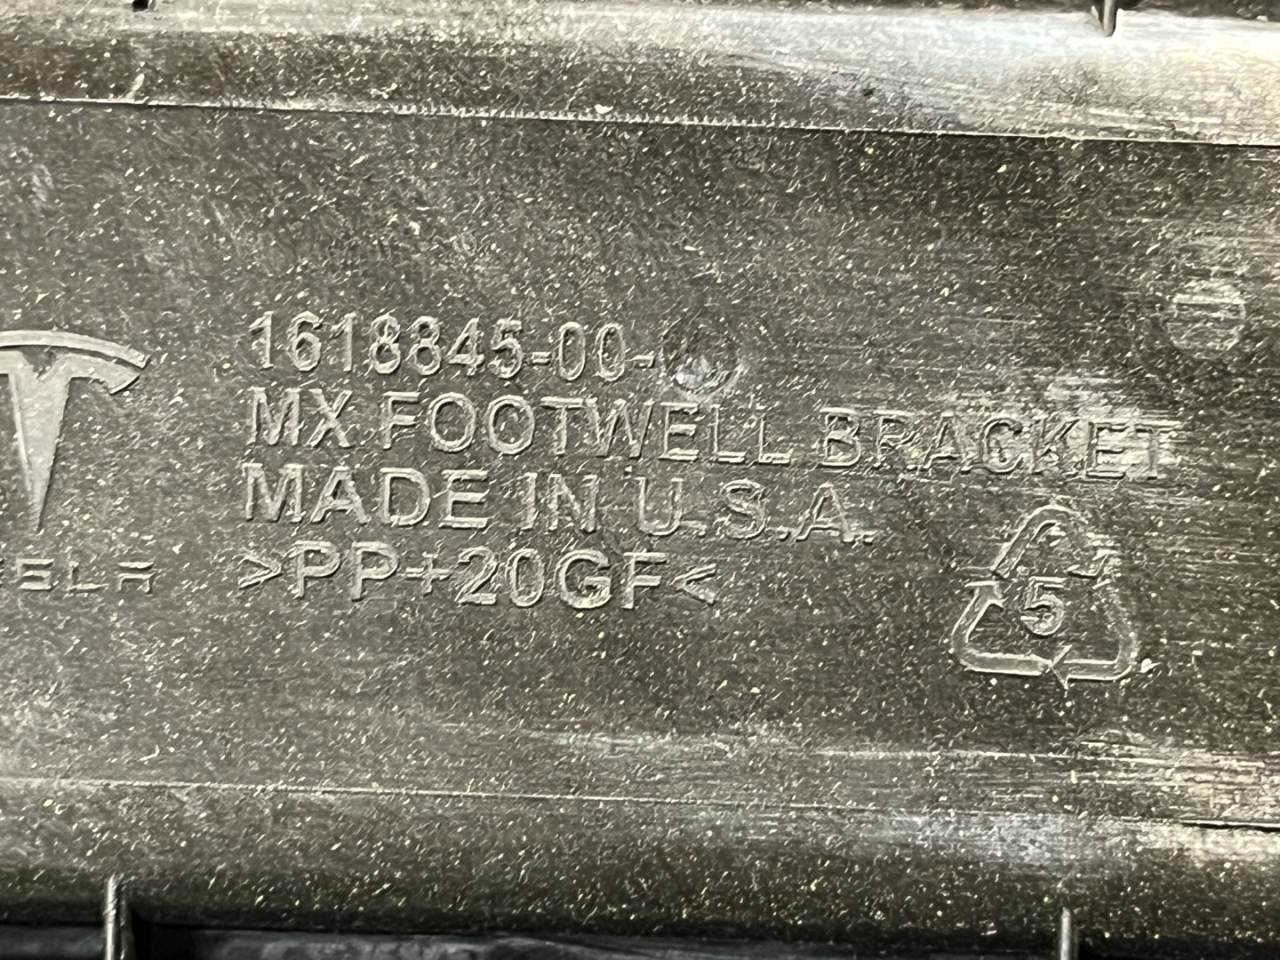 1618845-00-
MX FOOTWELL BRACKET
MADE IN U.S.A.
>PP+20GF<
5